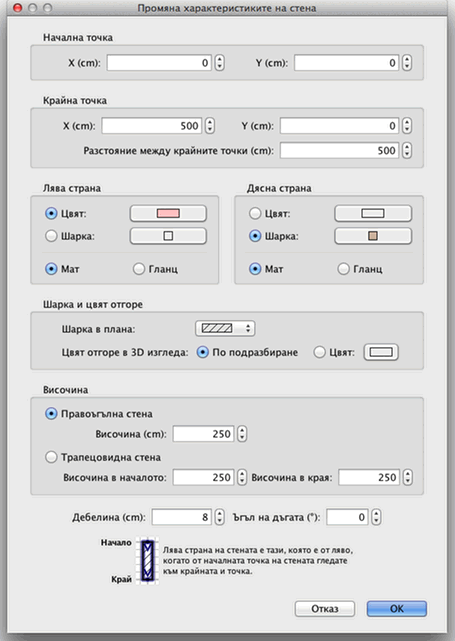 Промяна характеристиките на стена
Начална точка
X (cm): 0 Y (cm): 0
Крайна точка
X (cm): 500 Y (cm): 0
Разстояние между крайните точки (cm): 500
Лява страна
Дясна страна
Цвят:
Цвят:
Шарка:
Шарка:
Мат Гланц
Мат Гланц
Шарка и цвят отгоре
Шарка в плана:
Цвят отгоре в 3D изгледа: По подразбиране Цвят:
Височина
Правоъгълна стена
Височина (cm): 250
Трапецовидна стена
Височина в началото: 250 Височина в края: 250
Дебелина (cm): 8 Ъгъл на дъгата (°): 0
Начало
Край
Лява страна на стената е тази, която е от ляво,
когато от началната точка на стената гледате
към крайната и точка.
Отказ OK